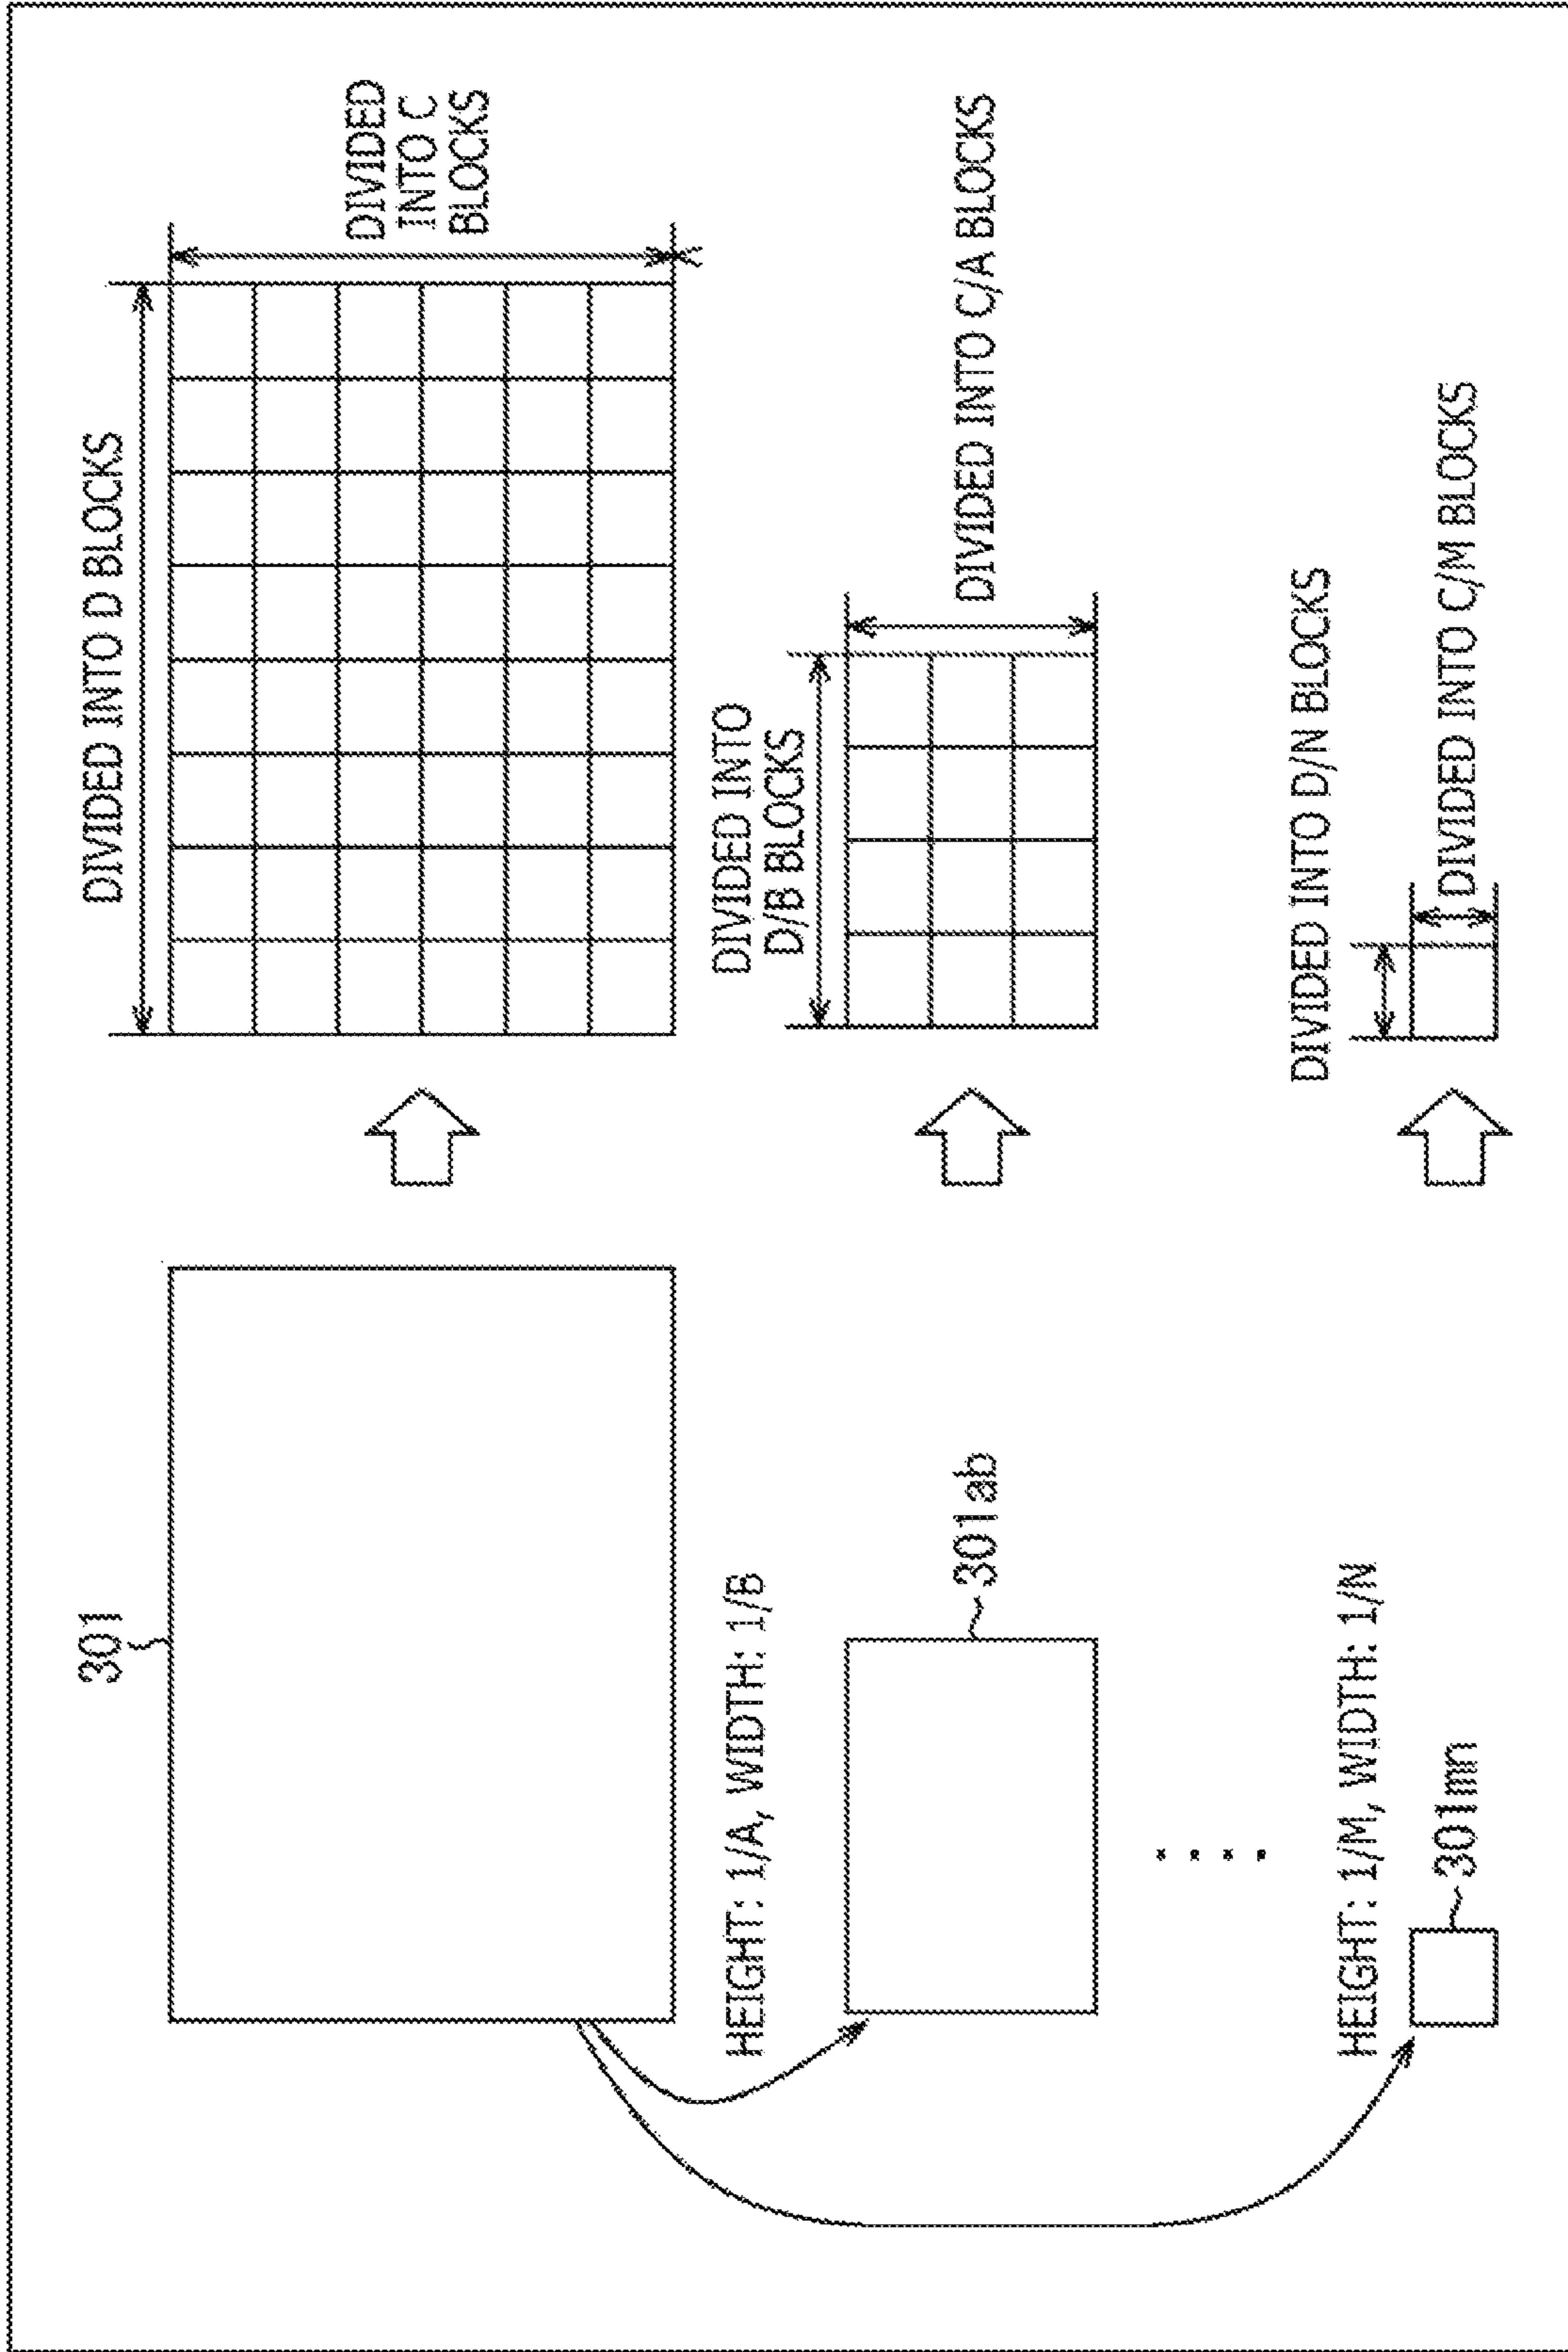 301
DIVIDED INTO D BLOCKS
DIVIDED
INTO C
BLOCKS
HEIGHT: 1/A, WIDTH: 1/B
301ab
DIVIDED INTO
D/B BLOCKS
DIVIDED INTO C/A BLOCKS
HEIGHT: 1/M, WIDTH: 1/N
301mn
DIVIDED INTO D/N BLOCKS
DIVIDED INTO C/M BLOCKS